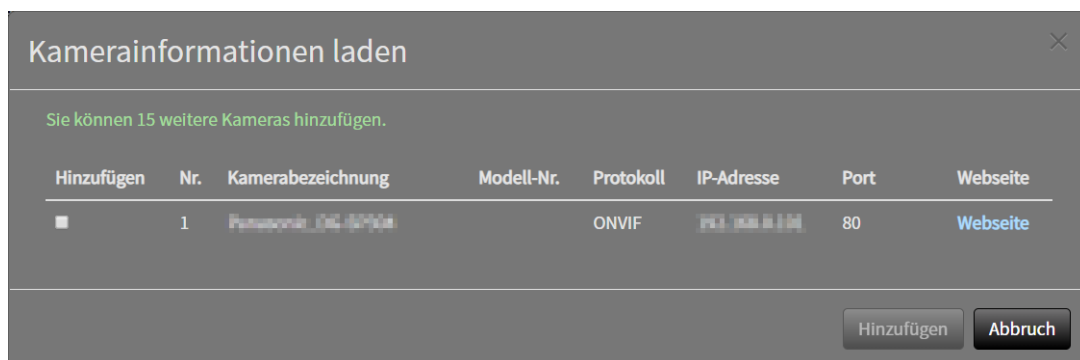 Kamerainformationen laden
Sie können 15 weitere Kameras hinzufügen.
Hinzufügen Nr. Kamerabezeichnung Modell-Nr. Protokoll IP-Adresse Port Webseite
1 ONVIF 80 Webseite
Hinzufügen Abbruch